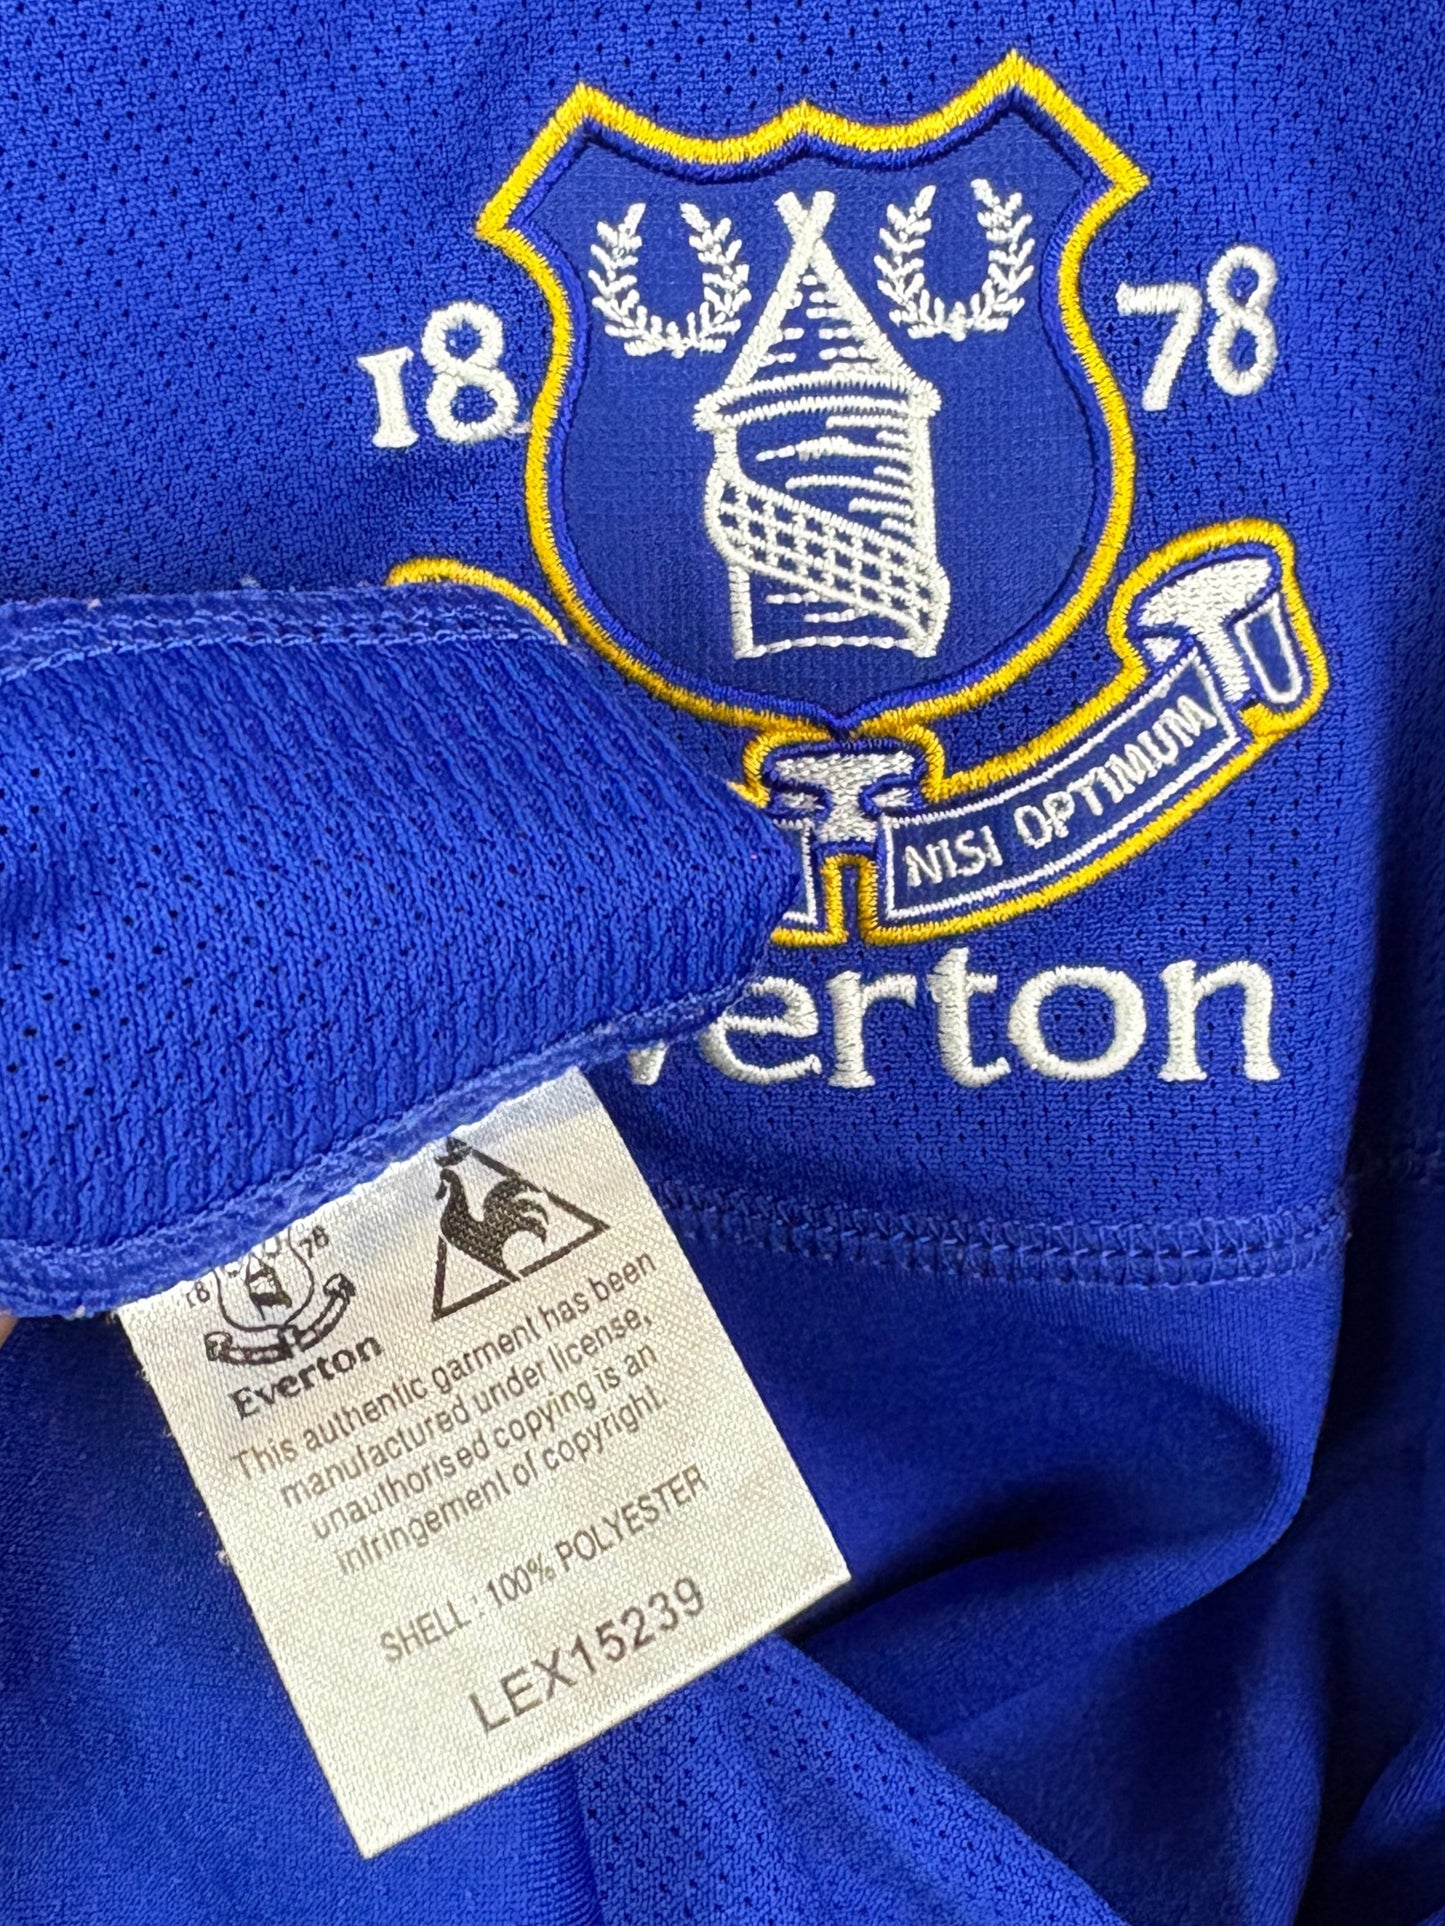 18 78
NISI OPTIMUM
verton
18 78
Everton
This authentic garment has been
manufactured under license,
unauthorised copying is an
infringement of copyright.
SHELL : 100% POLYESTER
LEX15239